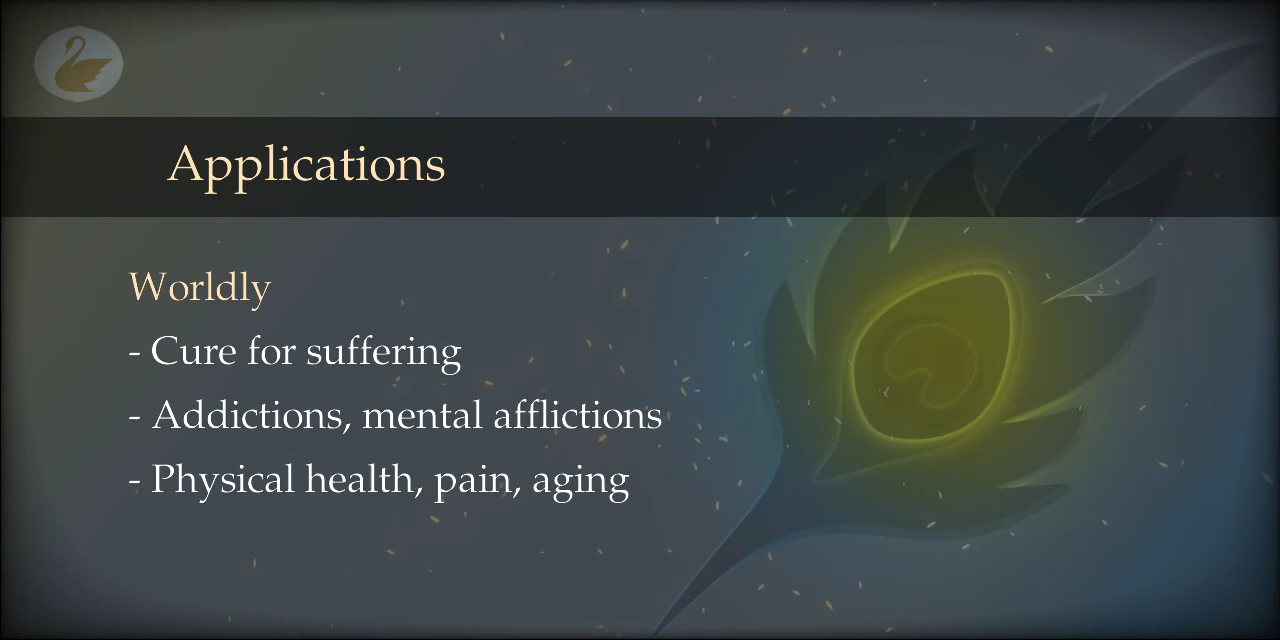 Applications
Worldly
- Cure for suffering
- Addictions, mental afflictions
- Physical health, pain, aging